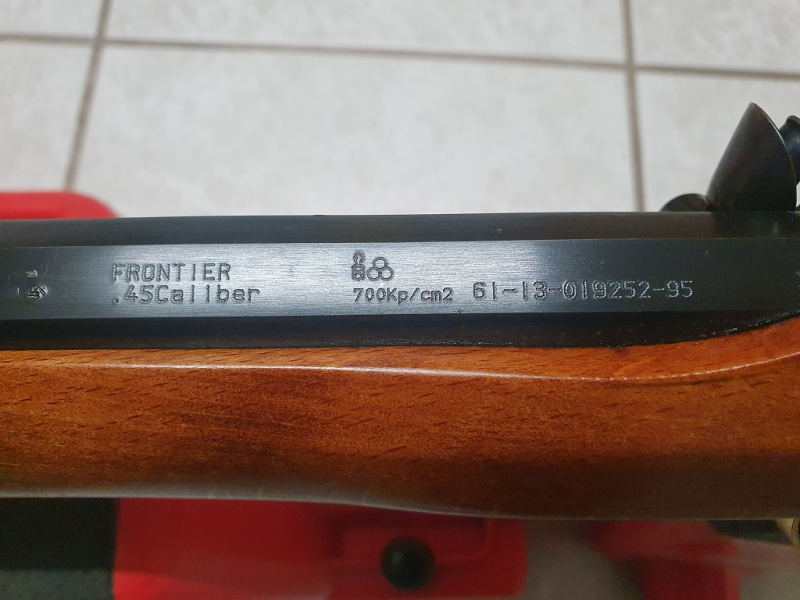 FRONTIER
.45Caliber
700Kp/cm2
61-13-019252-95